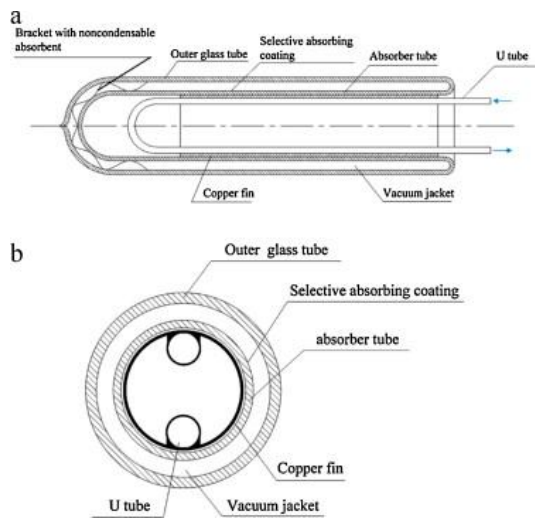 a
Bracket with noncondensable
absorbent
Outer glass tube
Selective absorbing
coating
Absorber tube
U tube
Copper fin
Vacuum jacket
b
Outer glass tube
Selective absorbing coating
absorber tube
Copper fin
U tube
Vacuum jacket